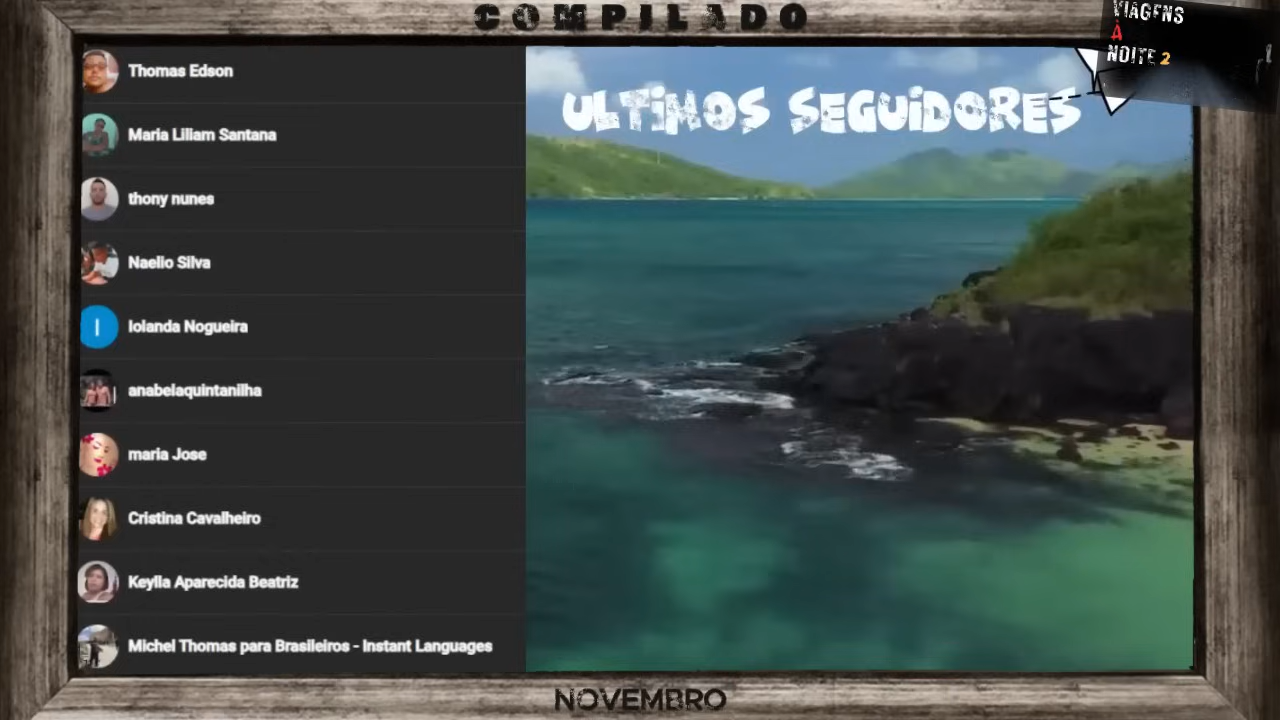 COMPILADO
VIAGENS
À
NOITE 2
Thomas Edson
Maria Liliam Santana
thony nunes
Naelio Silva
Iolanda Nogueira
anabelaquintanilha
maria Jose
Cristina Cavalheiro
Keylla Aparecida Beatriz
Michel Thomas para Brasileiros - Instant Languages
ULTIMOS SEGUIDORES
I
NOVEMBRO